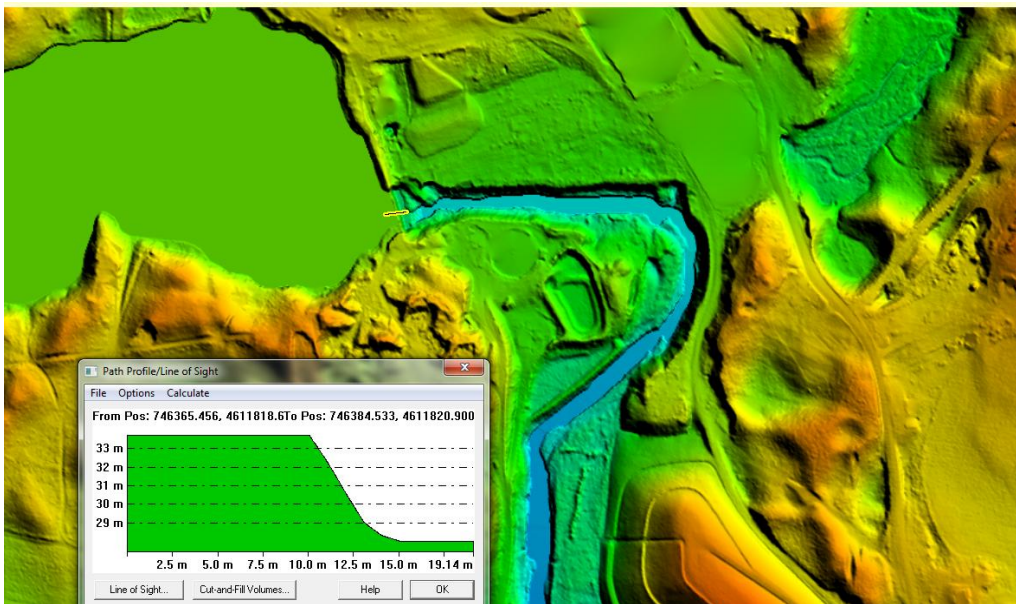 Path Profile/Line of Sight
File Options Calculate
From Pos: 746365.456, 4611818.6To Pos: 746384.533, 4611820.900
33 m
32 m
31 m
30 m
29 m
2.5 m 5.0 m 7.5 m 10.0 m 12.5 m 15.0 m 19.14 m
Line of Sight... Cut-and-Fill Volumes... Help OK